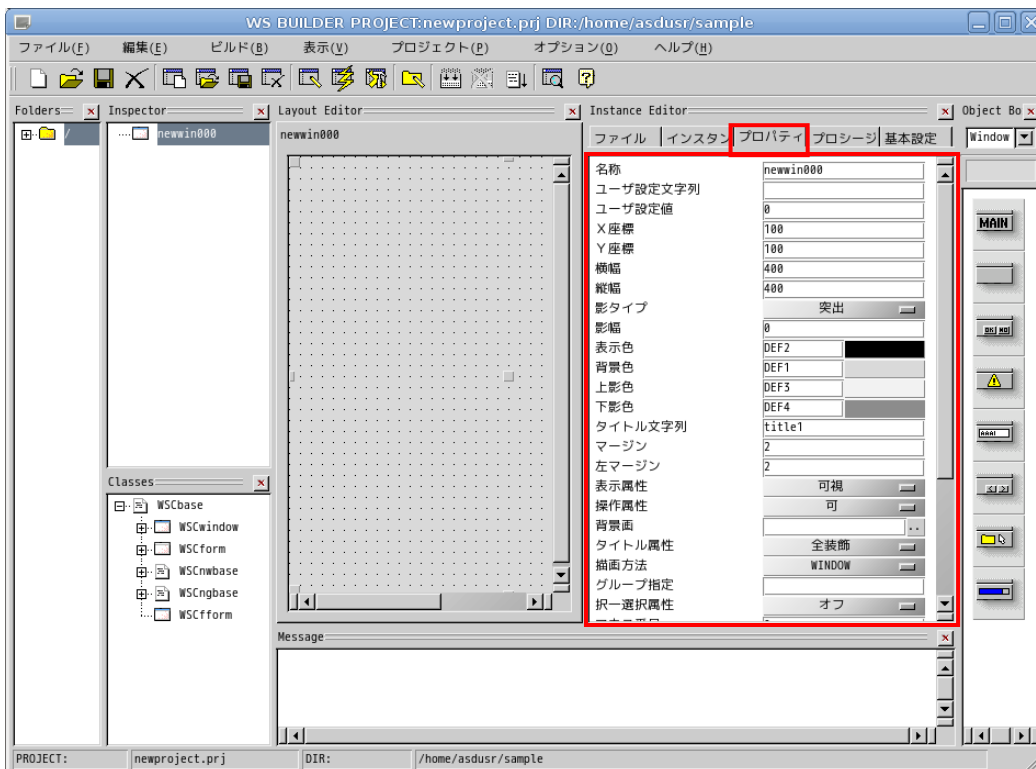 WS BUILDER PROJECT:newproject.prj DIR:/home/asdusr/sample
ファイル(F) 編集(E) ビルド(B) 表示(V) プロジェクト(P) オプション(O) ヘルプ(H)
Folders
/
Inspector
newwin000
Classes
WSCbase
WSCwindow
WSCform
WSCnwbase
WSCngbase
WSCfform
Layout Editor
newwin000
Instance Editor
ファイル インスタン プロパティ プロシージ 基本設定
名称 newwin000
ユーザ設定文字列
ユーザ設定値 0
X座標 100
Y座標 100
横幅 400
縦幅 400
影タイプ 突出
影幅 0
表示色 DEF2
背景色 DEF1
上影色 DEF3
下影色 DEF4
タイトル文字列 title1
マージン 2
左マージン 2
表示属性 可視
操作属性 可
背景画 ..
タイトル属性 全装飾
描画方法 WINDOW
グループ指定
択一選択属性 オフ
Object Bo
Window
MAIN
OK NO
Message
PROJECT: newproject.prj DIR: /home/asdusr/sample